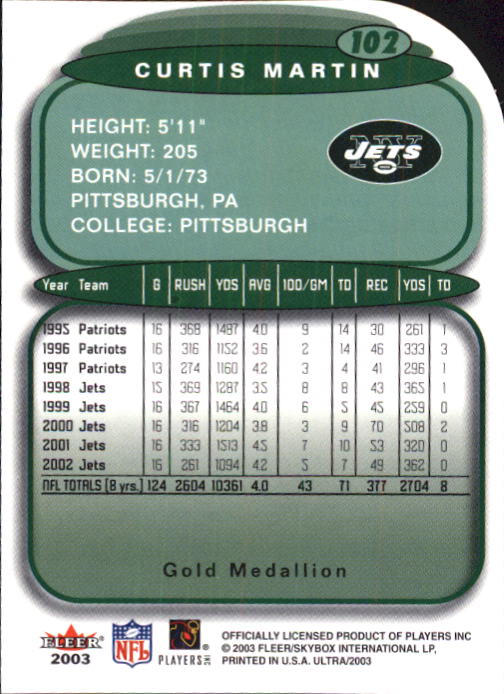 102
CURTIS MARTIN
HEIGHT: 5'11"
WEIGHT: 205
BORN: 5/1/73
PITTSBURGH, PA
COLLEGE: PITTSBURGH
NY JETS
Year Team G RUSH YDS AVG 100/GM TD REC YDS TD
1995 Patriots 16 368 1487 4.0 9 14 30 261 1
1996 Patriots 16 316 1152 3.6 2 14 46 333 3
1997 Patriots 13 274 1160 4.2 3 4 41 296 1
1998 Jets 15 369 1287 3.5 8 8 43 365 1
1999 Jets 16 367 1464 4.0 6 5 45 259 0
2000 Jets 16 316 1204 3.8 3 9 70 508 2
2001 Jets 16 333 1513 4.5 7 10 53 320 0
2002 Jets 16 261 1094 4.2 5 7 49 362 0
NFL TOTALS (8 yrs.) 124 2604 10361 4.0 43 71 377 2704 8
Gold Medallion
FLEER 2003
NFL
PLAYERS INC
OFFICIALLY LICENSED PRODUCT OF PLAYERS INC
© 2003 FLEER/SKYBOX INTERNATIONAL LP,
PRINTED IN U.S.A. ULTRA/2003